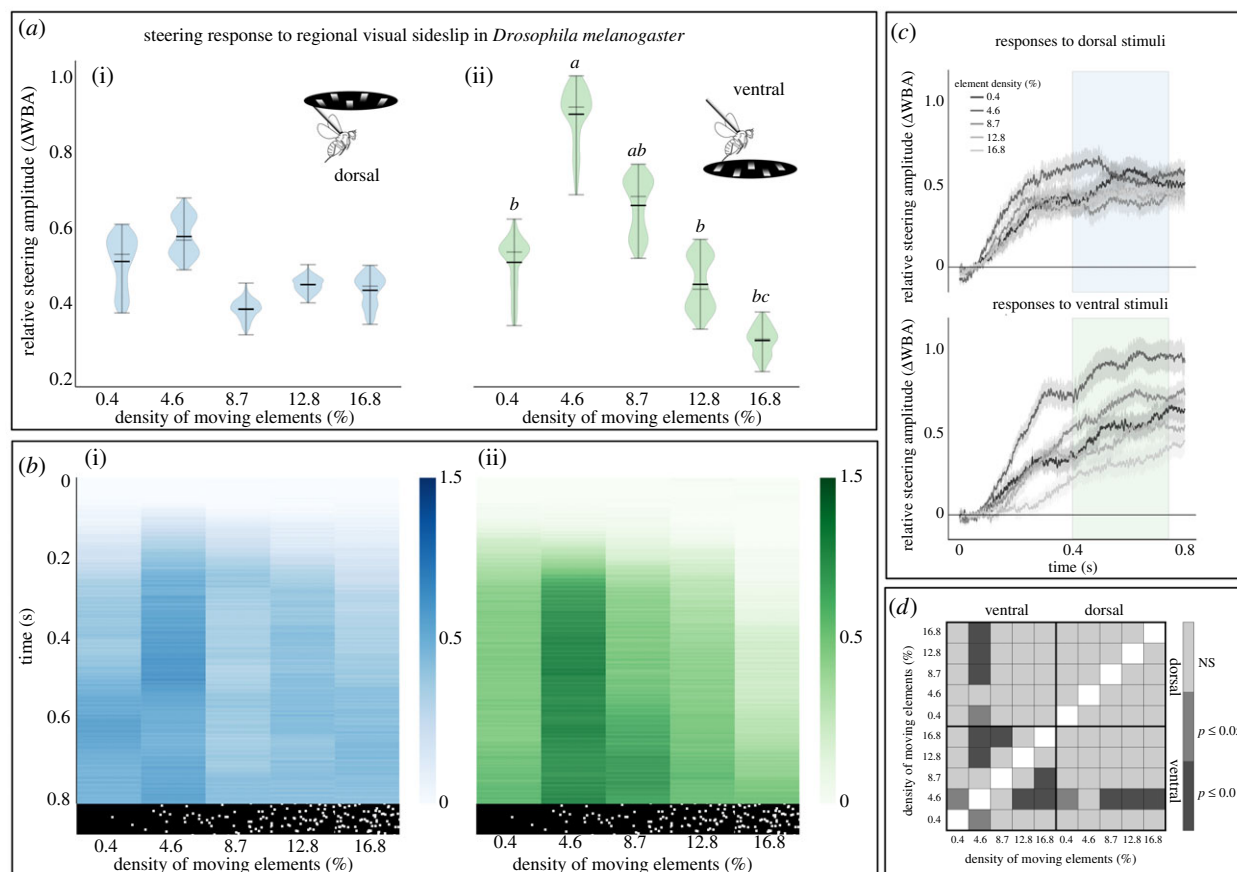 (a)
steering response to regional visual sideslip in Drosophila melanogaster
(i)
(ii)
relative steering amplitude (ΔWBA)
1.0
0.8
0.6
0.4
0.2
dorsal
ventral
a
b
ab
b
bc
0.4 4.6 8.7 12.8 16.8
density of moving elements (%)
0.4 4.6 8.7 12.8 16.8
density of moving elements (%)
(b)
(i)
(ii)
time (s)
0
0.2
0.4
0.6
0.8
1.5
0.5
0
1.5
0.5
0
0.4 4.6 8.7 12.8 16.8
density of moving elements (%)
0.4 4.6 8.7 12.8 16.8
density of moving elements (%)
(c)
responses to dorsal stimuli
relative steering amplitude (ΔWBA)
1.0
0.5
0
element density (%)
0.4
4.6
8.7
12.8
16.8
responses to ventral stimuli
relative steering amplitude (ΔWBA)
1.0
0.5
0
0 0.4 0.8
time (s)
(d)
ventral dorsal
density of moving elements (%)
16.8
12.8
8.7
4.6
0.4
16.8
12.8
8.7
4.6
0.4
0.4 4.6 8.7 12.8 16.8 0.4 4.6 8.7 12.8 16.8
density of moving elements (%)
dorsal
ventral
NS
p ≤ 0.0
p ≤ 0.0